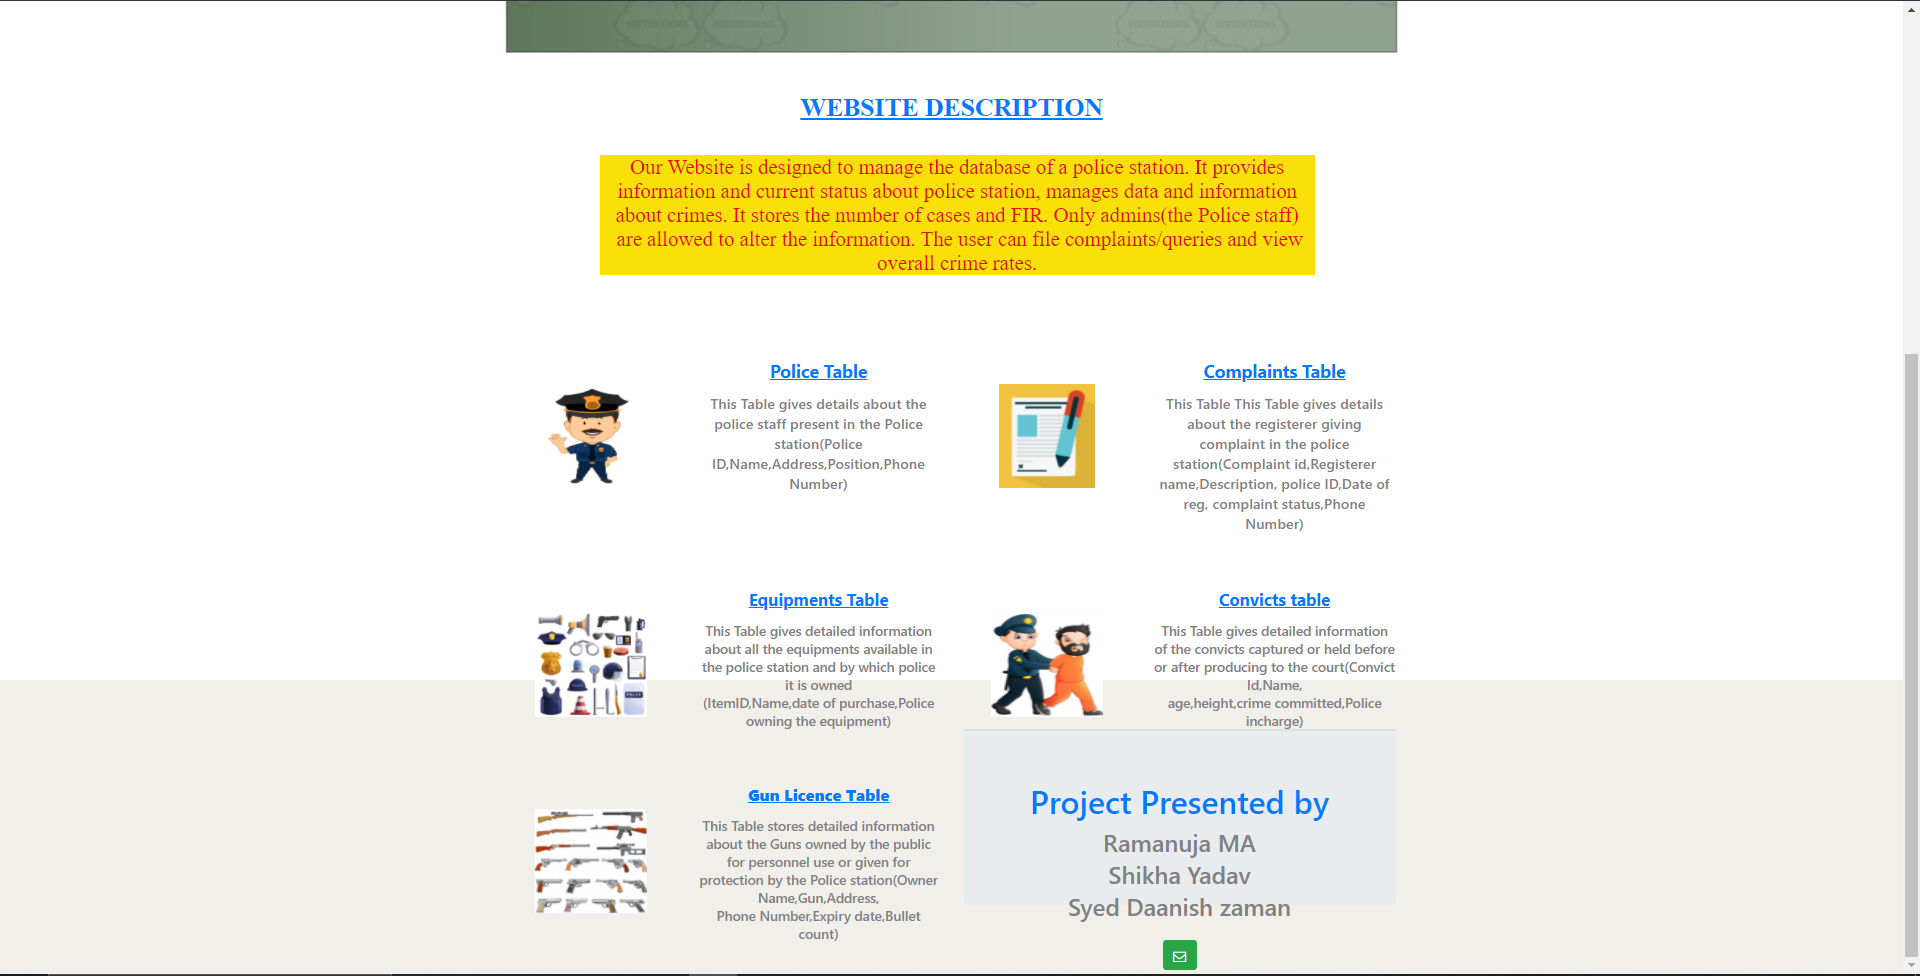 VECTORTOONS VECTORTOONS VECTORTOONS VECTORTOONS
WEBSITE DESCRIPTION
Our Website is designed to manage the database of a police station. It provides
information and current status about police station, manages data and information
about crimes. It stores the number of cases and FIR. Only admins(the Police staff)
are allowed to alter the information. The user can file complaints/queries and view
overall crime rates.
Police Table
This Table gives details about the
police staff present in the Police
station(Police
ID,Name,Address,Position,Phone
Number)
Complaints Table
This Table This Table gives details
about the registerer giving
complaint in the police
station(Complaint id,Registerer
name,Description, police ID,Date of
reg, complaint status,Phone
Number)
Equipments Table
This Table gives detailed information
about all the equipments available in
the police station and by which police
it is owned
(ItemID,Name,date of purchase,Police
owning the equipment)
Convicts table
This Table gives detailed information
of the convicts captured or held before
or after producing to the court(Convict
Id,Name,
age,height,crime committed,Police
incharge)
Gun Licence Table
This Table stores detailed information
about the Guns owned by the public
for personnel use or given for
protection by the Police station(Owner
Name,Gun,Address,
Phone Number,Expiry date,Bullet
count)
Project Presented by
Ramanuja MA
Shikha Yadav
Syed Daanish zaman